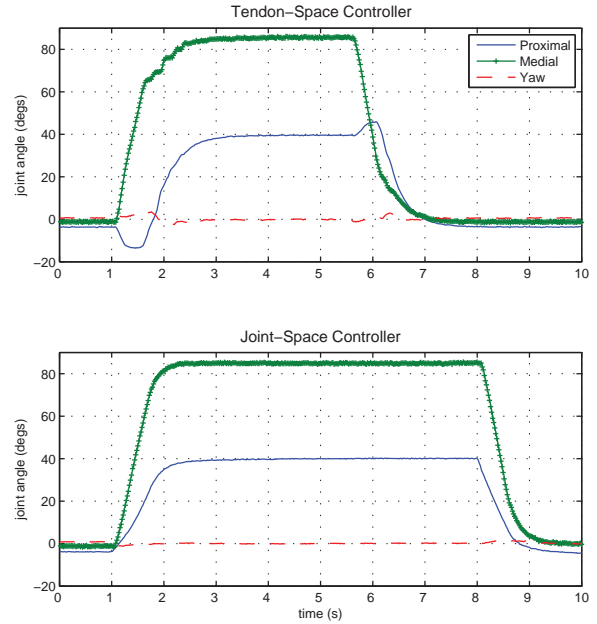 Tendon−Space Controller
joint angle (degs)
80
60
40
20
0
−20
0 1 2 3 4 5 6 7 8 9 10
Proximal
Medial
Yaw
Joint−Space Controller
joint angle (degs)
80
60
40
20
0
−20
0 1 2 3 4 5 6 7 8 9 10
time (s)